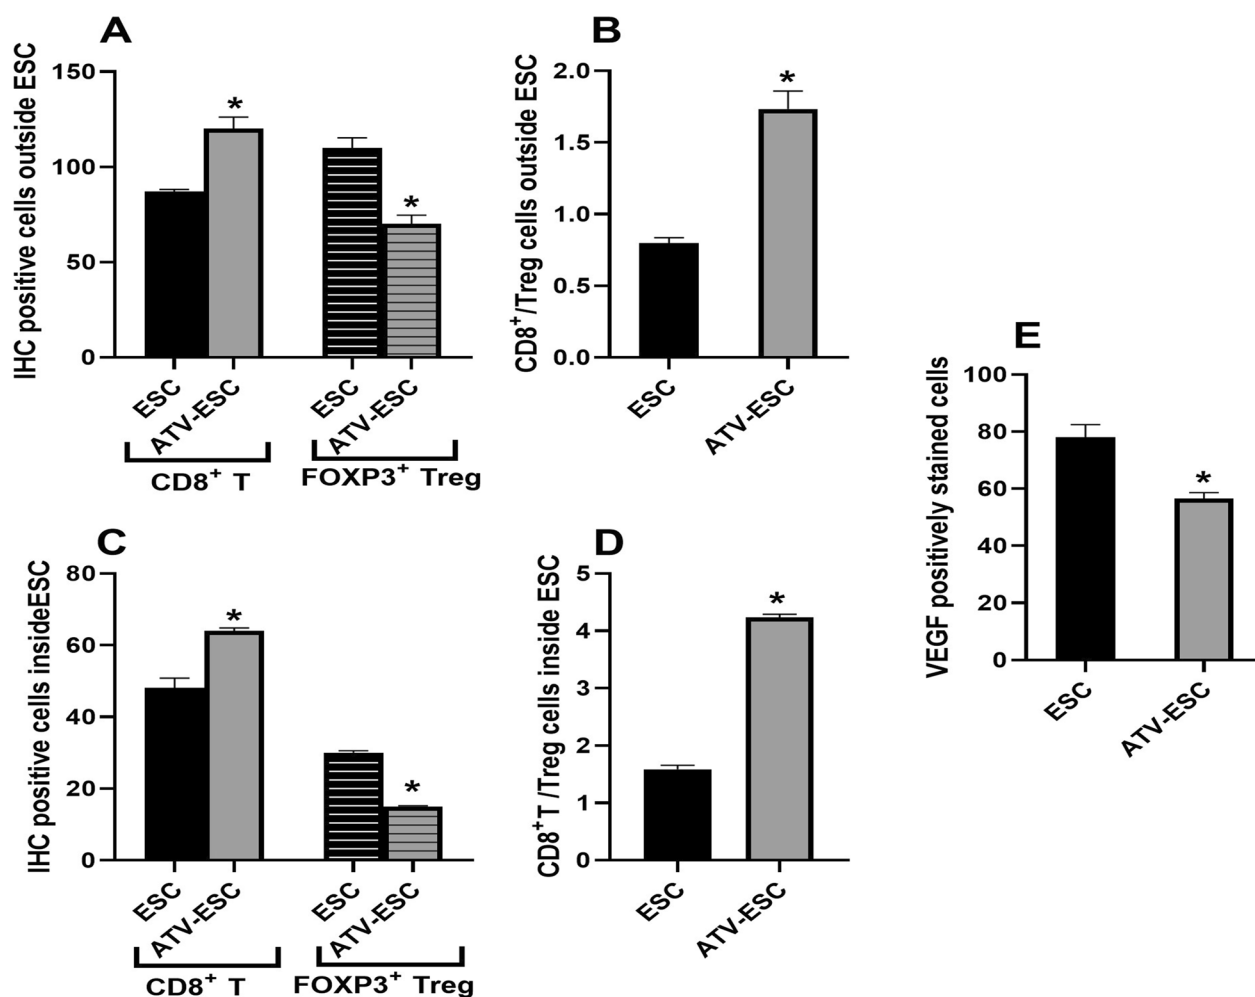 A
IHC positive cells outside ESC
150
100
50
0
*
*
ESC
ATV-ESC
ESC
ATV-ESC
CD8⁺ T
FOXP3⁺ Treg
B
CD8⁺/Treg cells outside ESC
2.0
1.5
1.0
0.5
0.0
*
ESC
ATV-ESC
C
IHC positive cells insideESC
80
60
40
20
0
*
*
ESC
ATV-ESC
ESC
ATV-ESC
CD8⁺ T
FOXP3⁺ Treg
D
CD8⁺T /Treg cells inside ESC
5
4
3
2
1
0
*
ESC
ATV-ESC
E
VEGF positively stained cells
100
80
60
40
20
0
*
ESC
ATV-ESC